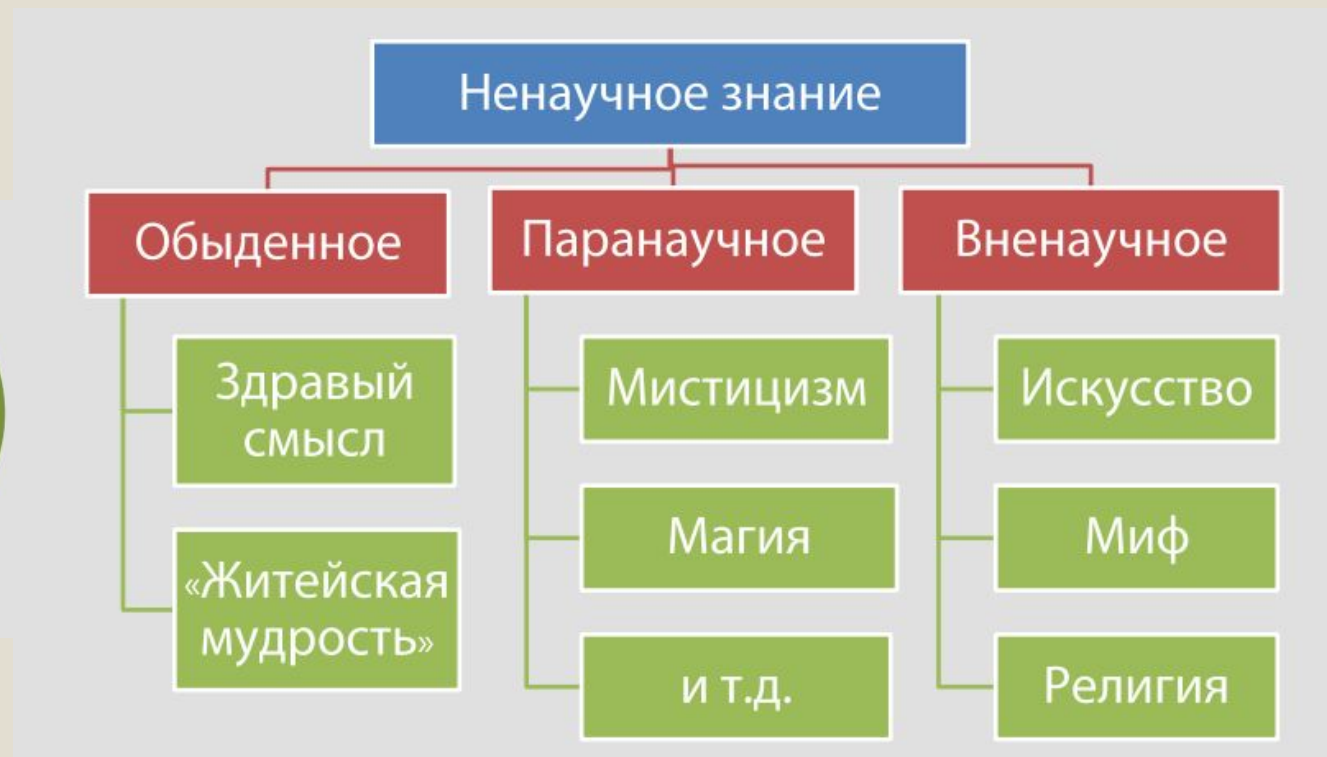 Ненаучное знание
Обыденное
Паранаучное
Вненаучное
Здравый
смысл
«Житейская
мудрость»
Мистицизм
Магия
и т.д.
Искусство
Миф
Религия